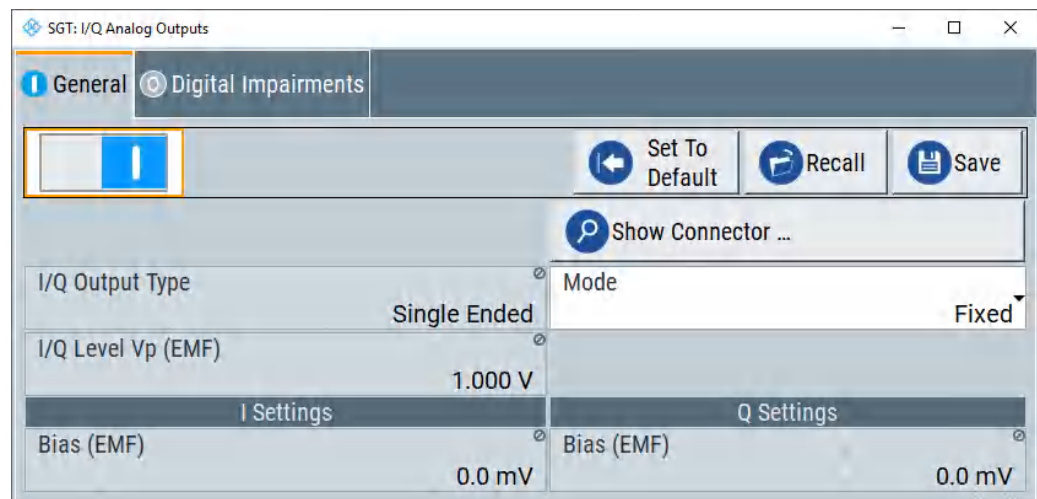 SGT: I/Q Analog Outputs
General
Digital Impairments
Set To
Default
Recall
Save
Show Connector ...
I/Q Output Type
Single Ended
Mode
Fixed
I/Q Level Vp (EMF)
1.000 V
I Settings
Q Settings
Bias (EMF)
0.0 mV
Bias (EMF)
0.0 mV